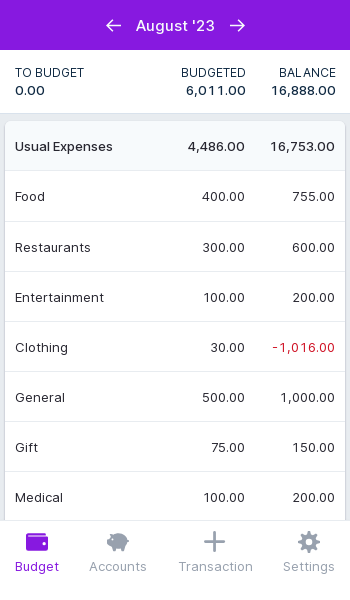 August '23
TO BUDGET BUDGETED BALANCE
0.00 6,011.00 16,888.00
Usual Expenses 4,486.00 16,753.00
Food 400.00 755.00
Restaurants 300.00 600.00
Entertainment 100.00 200.00
Clothing 30.00 -1,016.00
General 500.00 1,000.00
Gift 75.00 150.00
Medical 100.00 200.00
Budget Accounts Transaction Settings